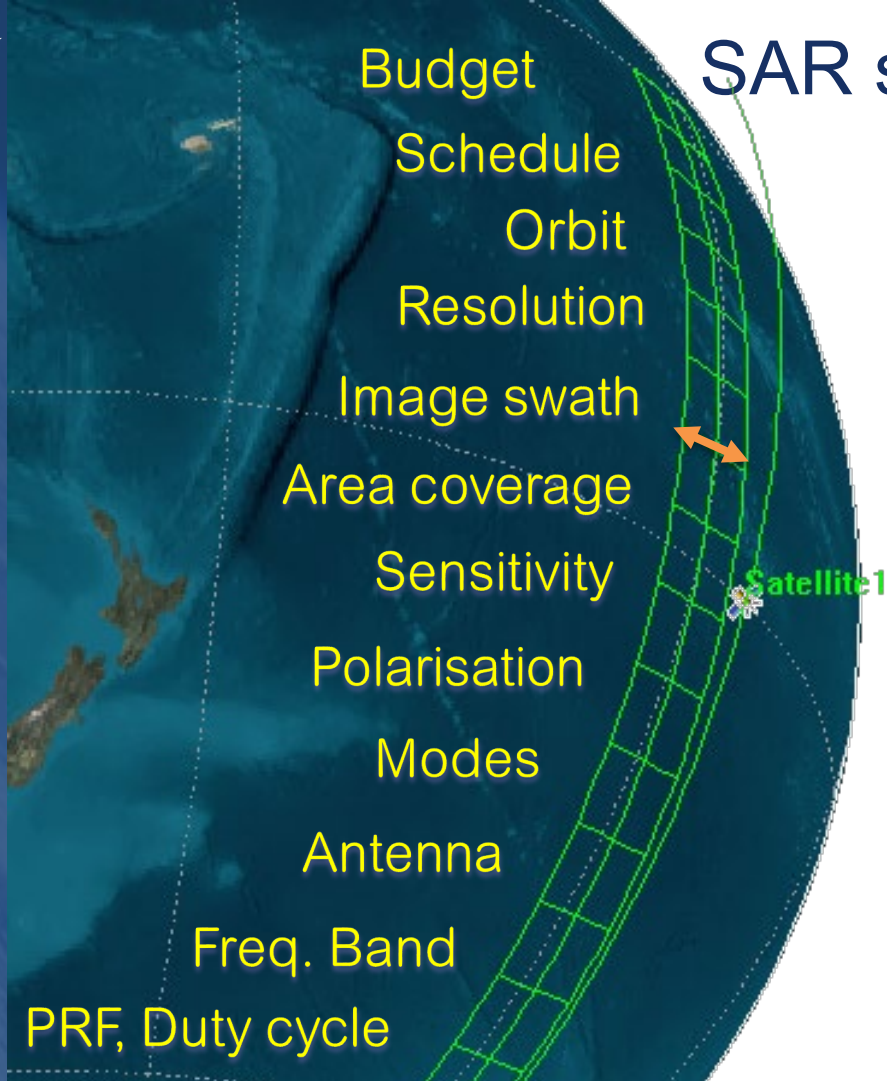 SAR s
Budget
Schedule
Orbit
Resolution
Image swath
Area coverage
Sensitivity
Satellite1
Polarisation
Modes
Antenna
Freq. Band
PRF, Duty cycle